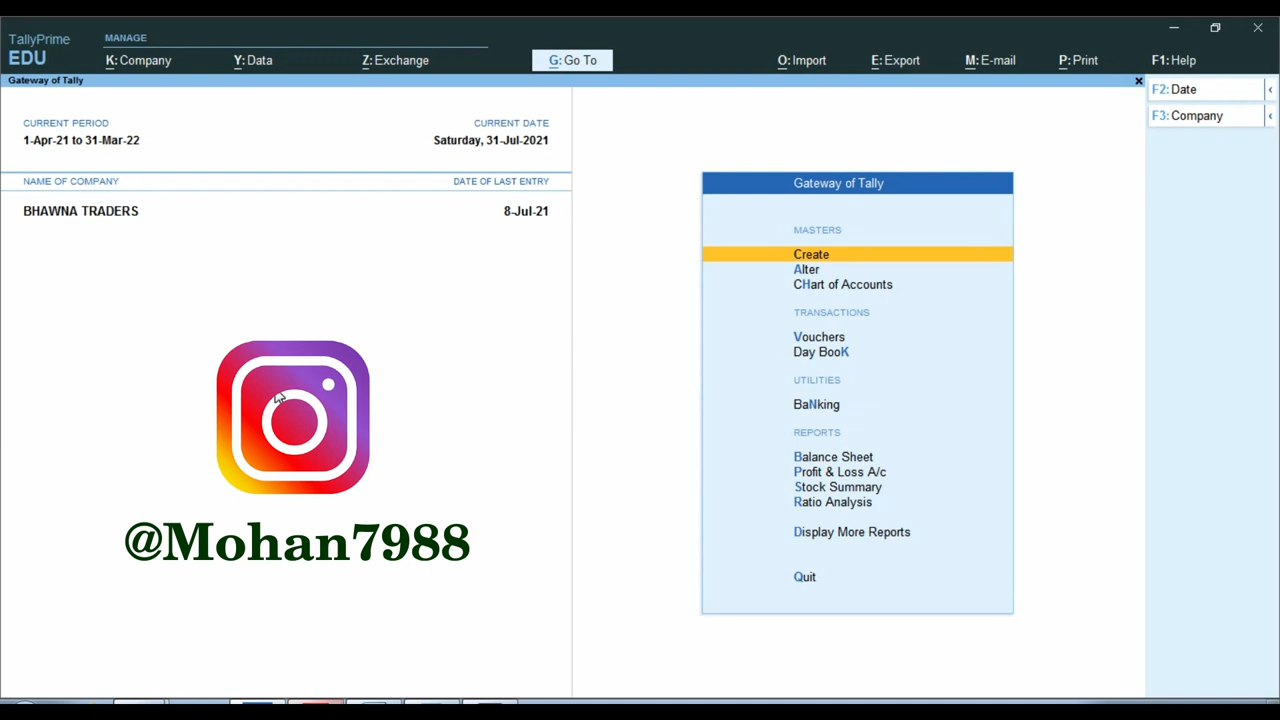 TallyPrime
EDU
MANAGE
K: Company
Y: Data
Z: Exchange
G: Go To
O: Import
E: Export
M: E-mail
P: Print
F1: Help
Gateway of Tally
F2: Date
F3: Company
CURRENT PERIOD
CURRENT DATE
1-Apr-21 to 31-Mar-22
Saturday, 31-Jul-2021
NAME OF COMPANY
DATE OF LAST ENTRY
BHAWNA TRADERS
8-Jul-21
@Mohan7988
Gateway of Tally
MASTERS
Create
Alter
CHart of Accounts
TRANSACTIONS
Vouchers
Day BooK
UTILITIES
BaNking
REPORTS
Balance Sheet
Profit & Loss A/c
Stock Summary
Ratio Analysis
Display More Reports
Quit